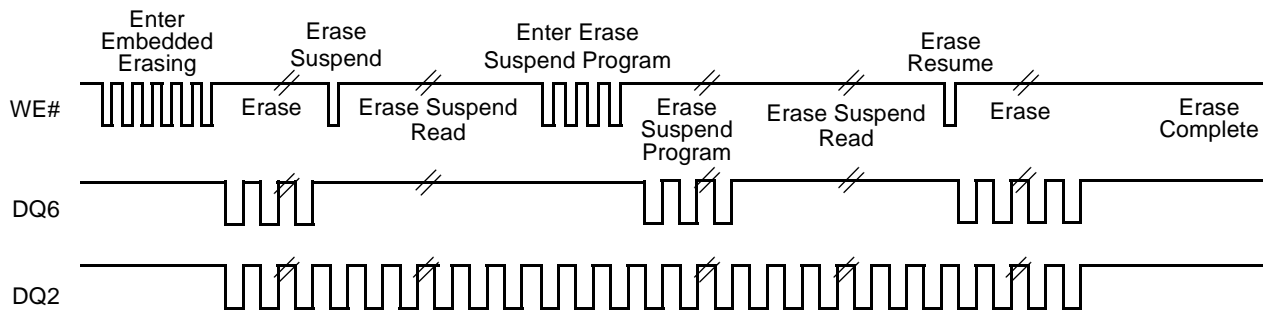 Enter
Embedded
Erasing
Erase
Suspend
Enter Erase
Suspend Program
Erase
Resume
WE#
Erase
Erase Suspend
Read
Erase
Suspend
Program
Erase Suspend
Read
Erase
Erase
Complete
DQ6
DQ2